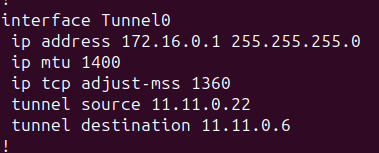 !
interface Tunnel0
 ip address 172.16.0.1 255.255.255.0
 ip mtu 1400
 ip tcp adjust-mss 1360
 tunnel source 11.11.0.22
 tunnel destination 11.11.0.6
!